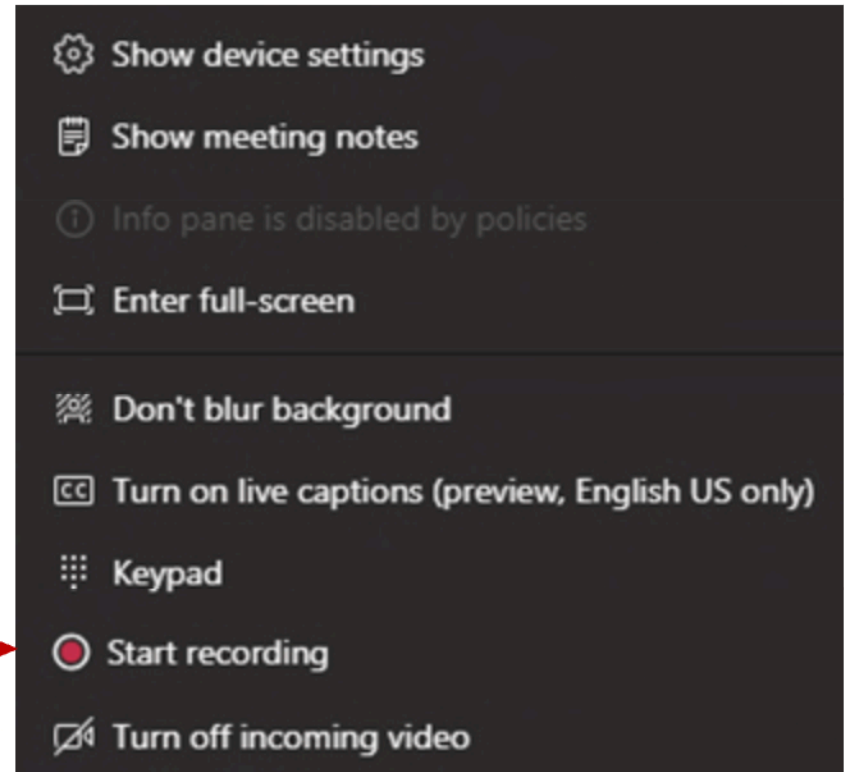 Show device settings
Show meeting notes
Info pane is disabled by policies
Enter full-screen
Don't blur background
CC Turn on live captions (preview, English US only)
Keypad
Start recording
Turn off incoming video